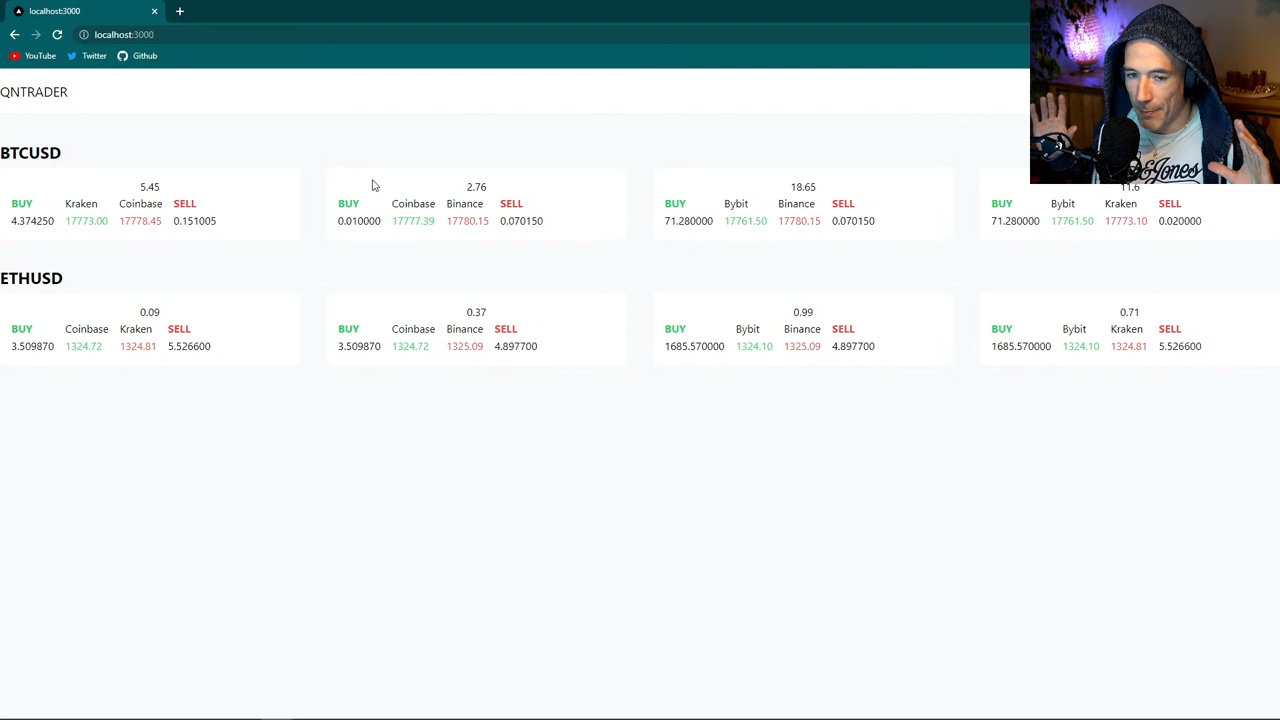 localhost:3000
localhost:3000
YouTube Twitter Github
QNTRADER
BTCUSD
5.45
BUY Kraken Coinbase SELL
4.374250 17773.00 17778.45 0.151005
2.76
BUY Coinbase Binance SELL
0.010000 17777.39 17780.15 0.070150
18.65
BUY Bybit Binance SELL
71.280000 17761.50 17780.15 0.070150
11.6
BUY Bybit Kraken SELL
71.280000 17761.50 17773.10 0.020000
ETHUSD
0.09
BUY Coinbase Kraken SELL
3.509870 1324.72 1324.81 5.526600
0.37
BUY Coinbase Binance SELL
3.509870 1324.72 1325.09 4.897700
0.99
BUY Bybit Binance SELL
1685.570000 1324.10 1325.09 4.897700
0.71
BUY Bybit Kraken SELL
1685.570000 1324.10 1324.81 5.526600
&Jones